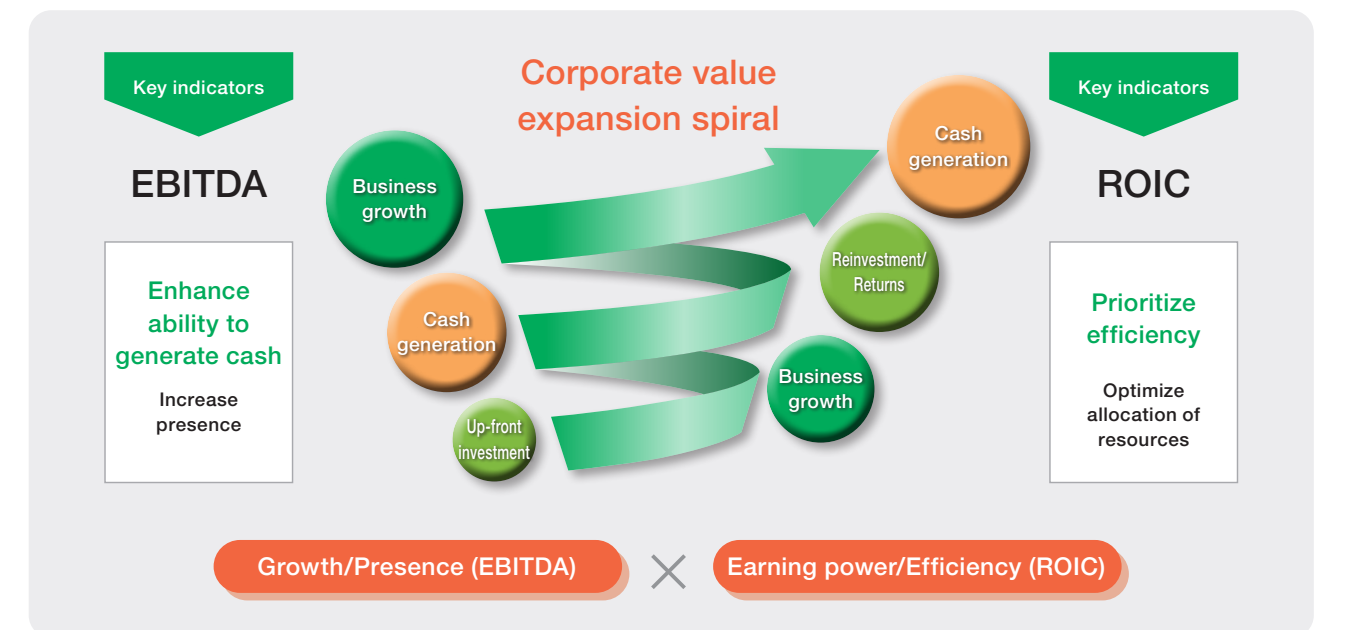 Key indicators
EBITDA
Enhance
ability to
generate cash
Increase
presence
Corporate value
expansion spiral
Business
growth
Cash
generation
Up-front
investment
Cash
generation
Reinvestment/
Returns
Business
growth
Key indicators
ROIC
Prioritize
efficiency
Optimize
allocation of
resources
Growth/Presence (EBITDA)
×
Earning power/Efficiency (ROIC)